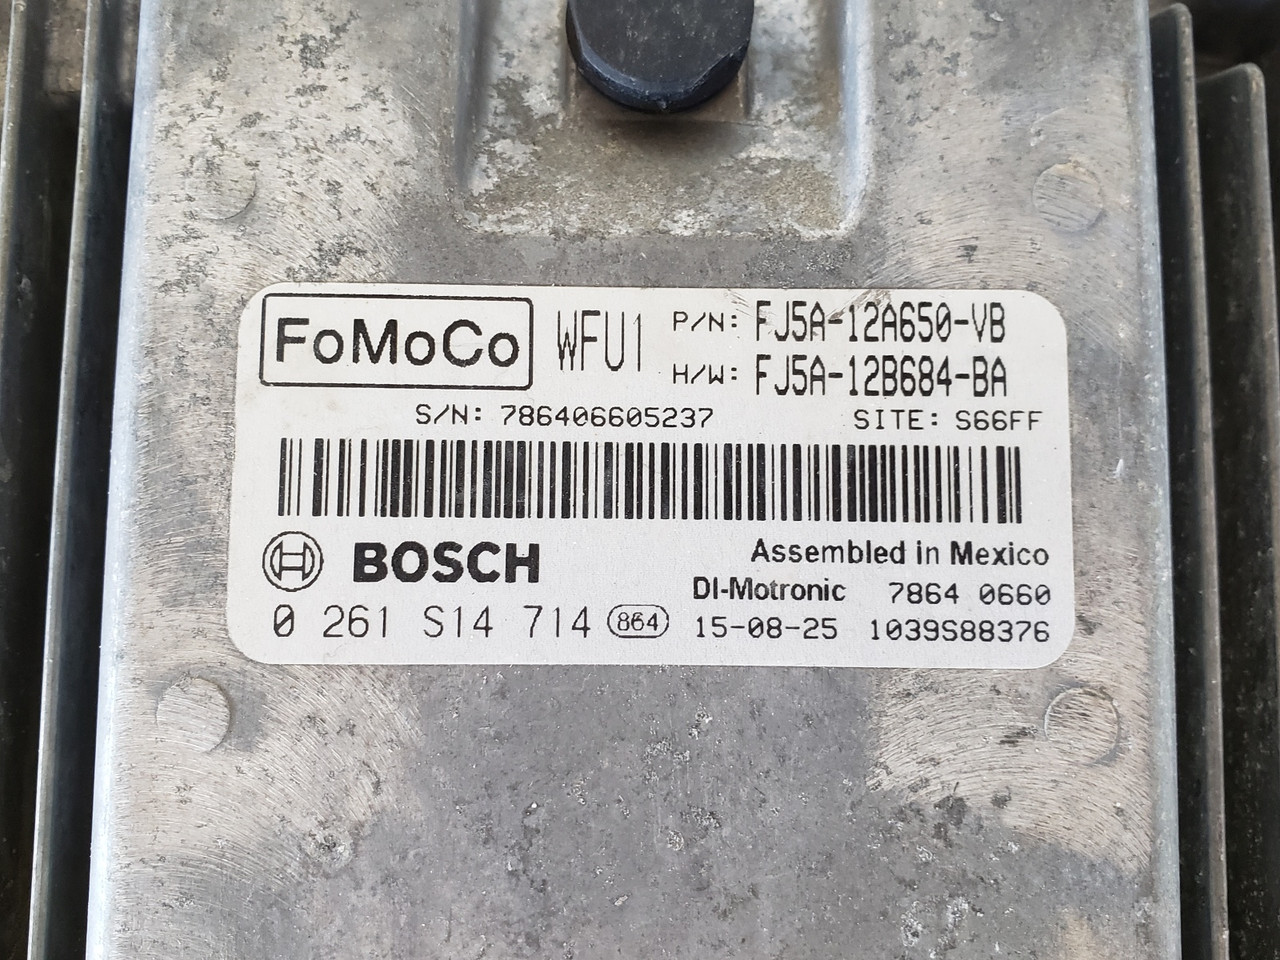 FoMoCo WFU1 P/N: FJ5A-12A650-VB
H/W: FJ5A-12B684-BA
S/N: 786406605237 SITE: S66FF
BOSCH Assembled in Mexico
DI-Motronic 7864 0660
0 261 S14 714 864 15-08-25 1039S88376